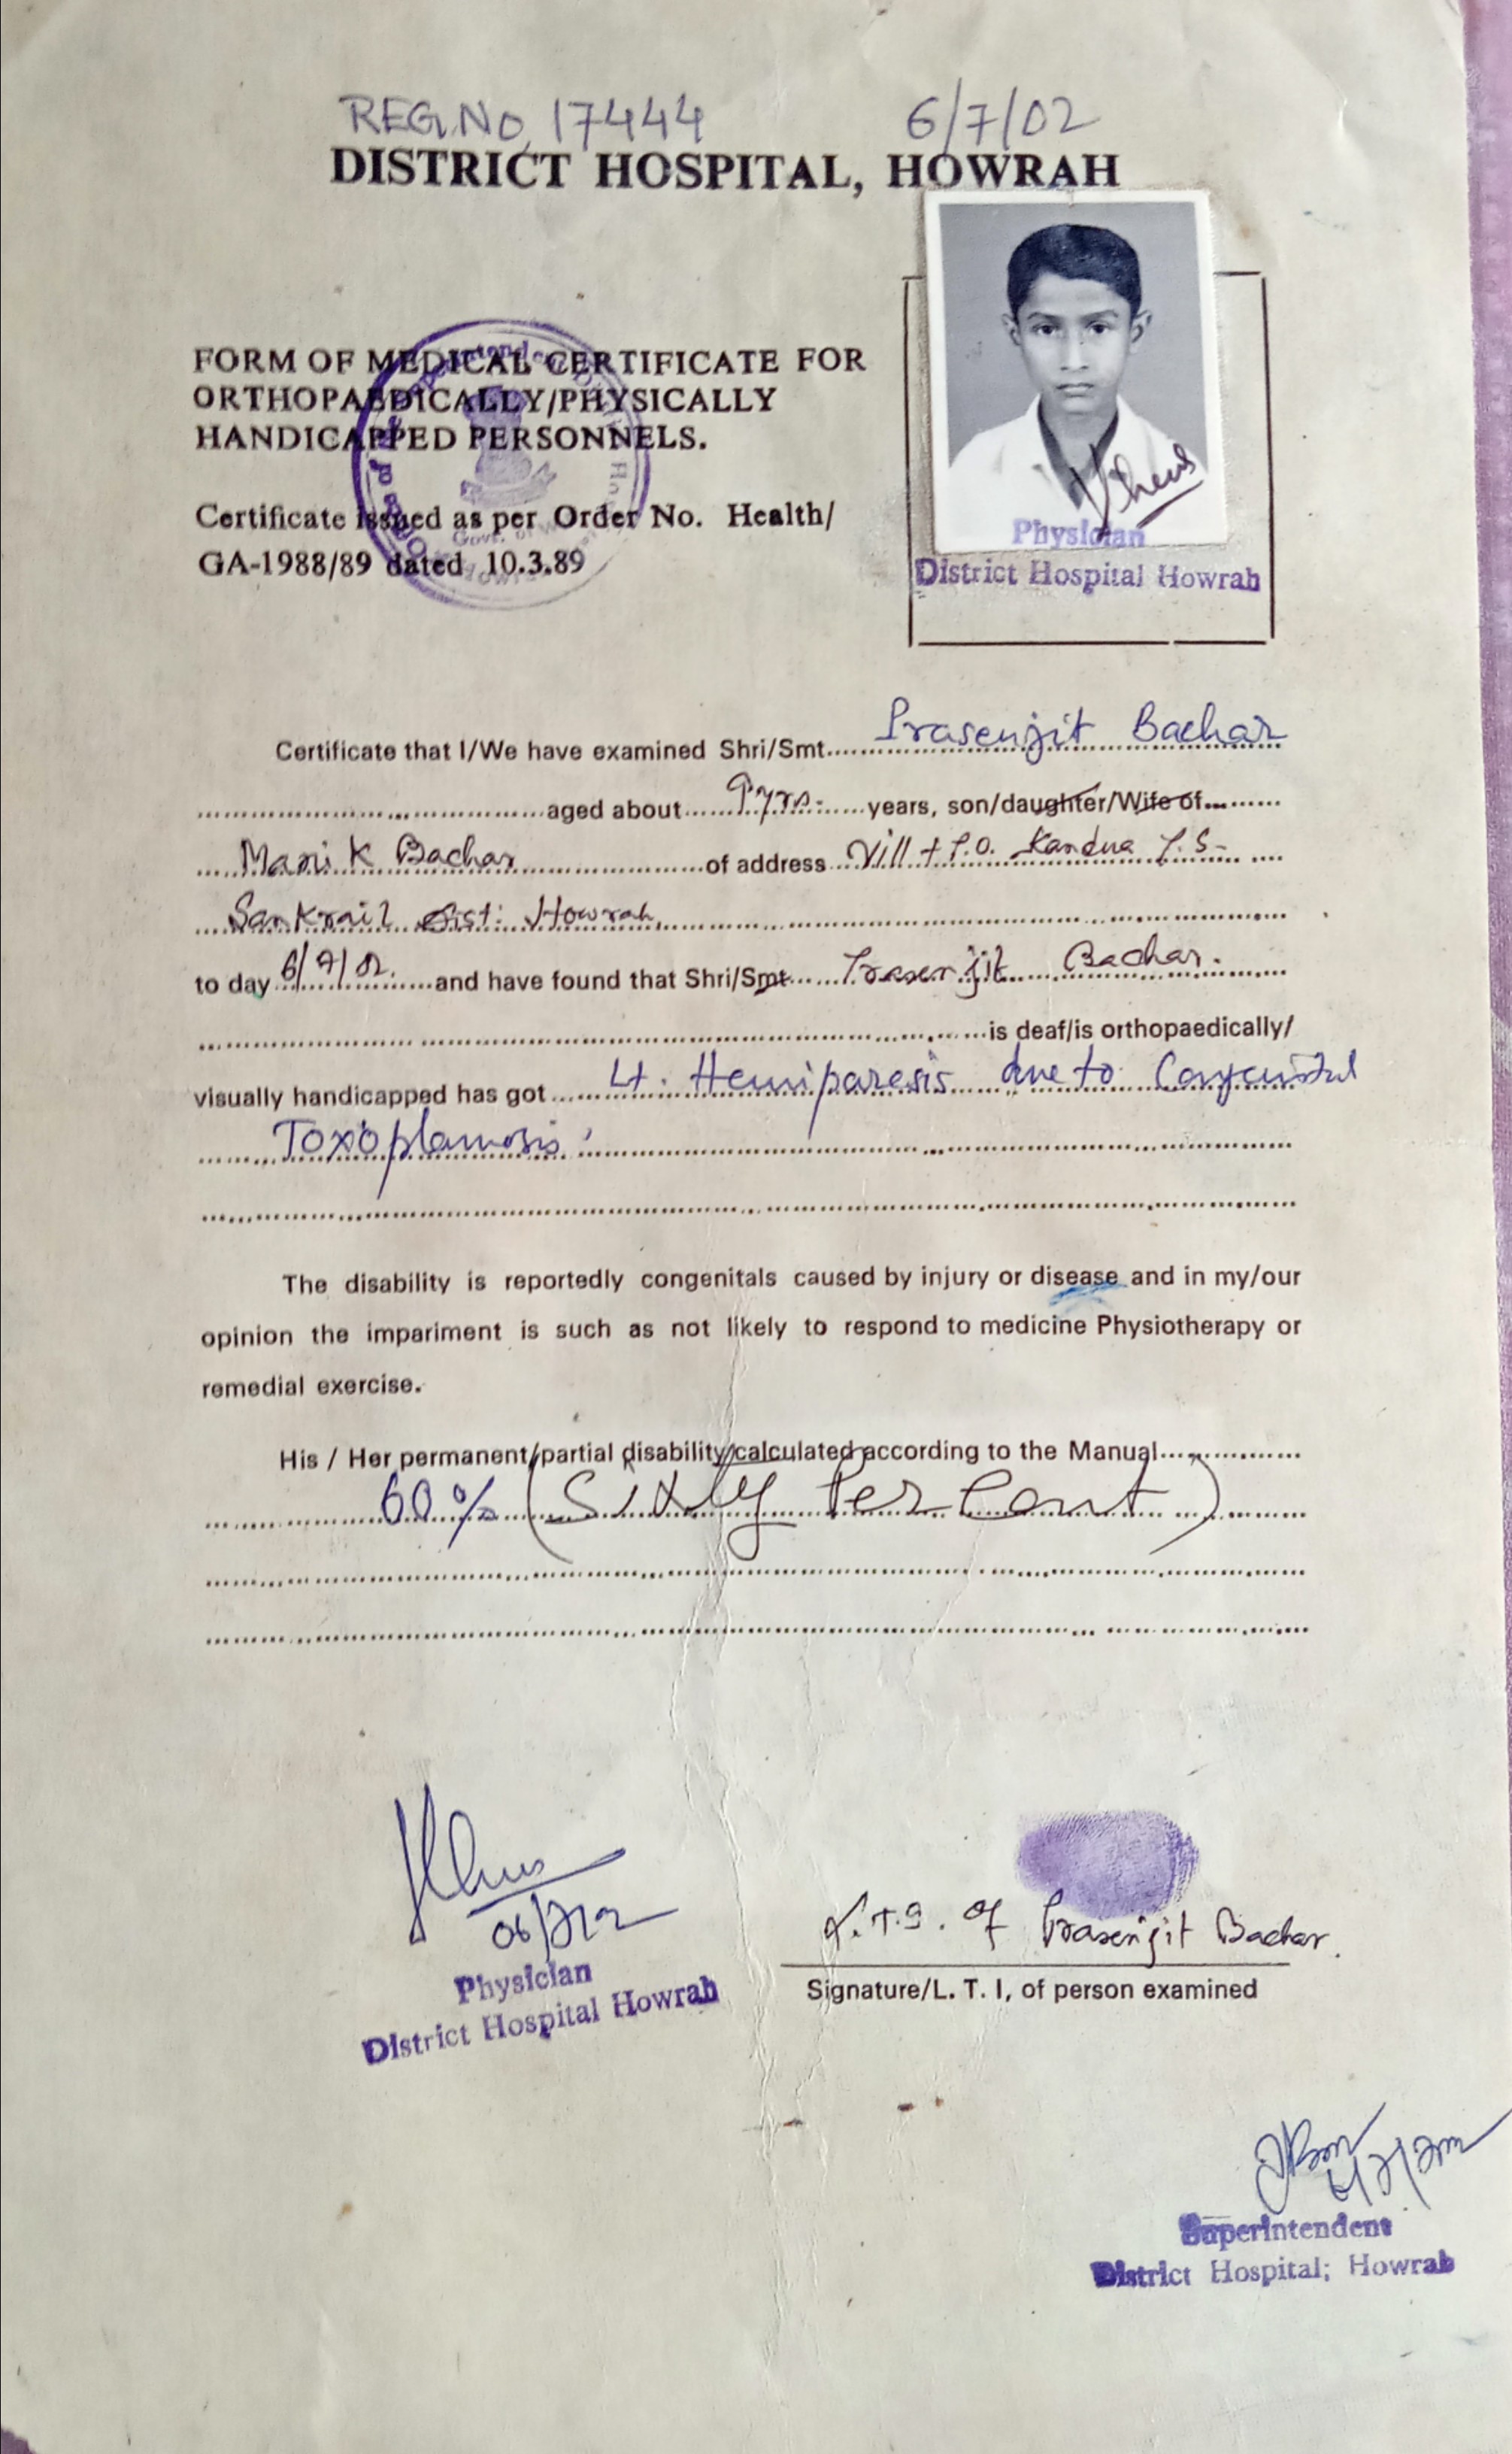 REG.No 17444 6/7/02
DISTRICT HOSPITAL, HOWRAH
FORM OF MEDICAL CERTIFICATE FOR
ORTHOPAEDICALLY/PHYSICALLY
HANDICAPPED PERSONNELS.
Certificate issued as per Order No. Health/
GA-1988/89 dated 10.3.89
Physician
District Hospital Howrah
Certificate that I/We have examined Shri/Smt. Prasenjit Bachar
aged about 9 yrs. years, son/daughter/Wife of
Manik Bachar of address Vill + P.O. Kandua P.S-
Sankrail Dist: Howrah
to day 6/7/02. and have found that Shri/Smt Prasenjit Bachar.
is deaf/is orthopaedically/
visually handicapped has got Lt. Hemiparesis due to Congenital
Toxoplamosis
The disability is reportedly congenitals caused by injury or disease and in my/our
opinion the impariment is such as not likely to respond to medicine Physiotherapy or
remedial exercise.
His / Her permanent/partial disability/calculated according to the Manual
60% (Sixty Per Cent)
06/7/02
Physician
District Hospital Howrah
L.T.I. of Prasenjit Bachar.
Signature/L. T. I, of person examined
Superintendent
District Hospital; Howrah